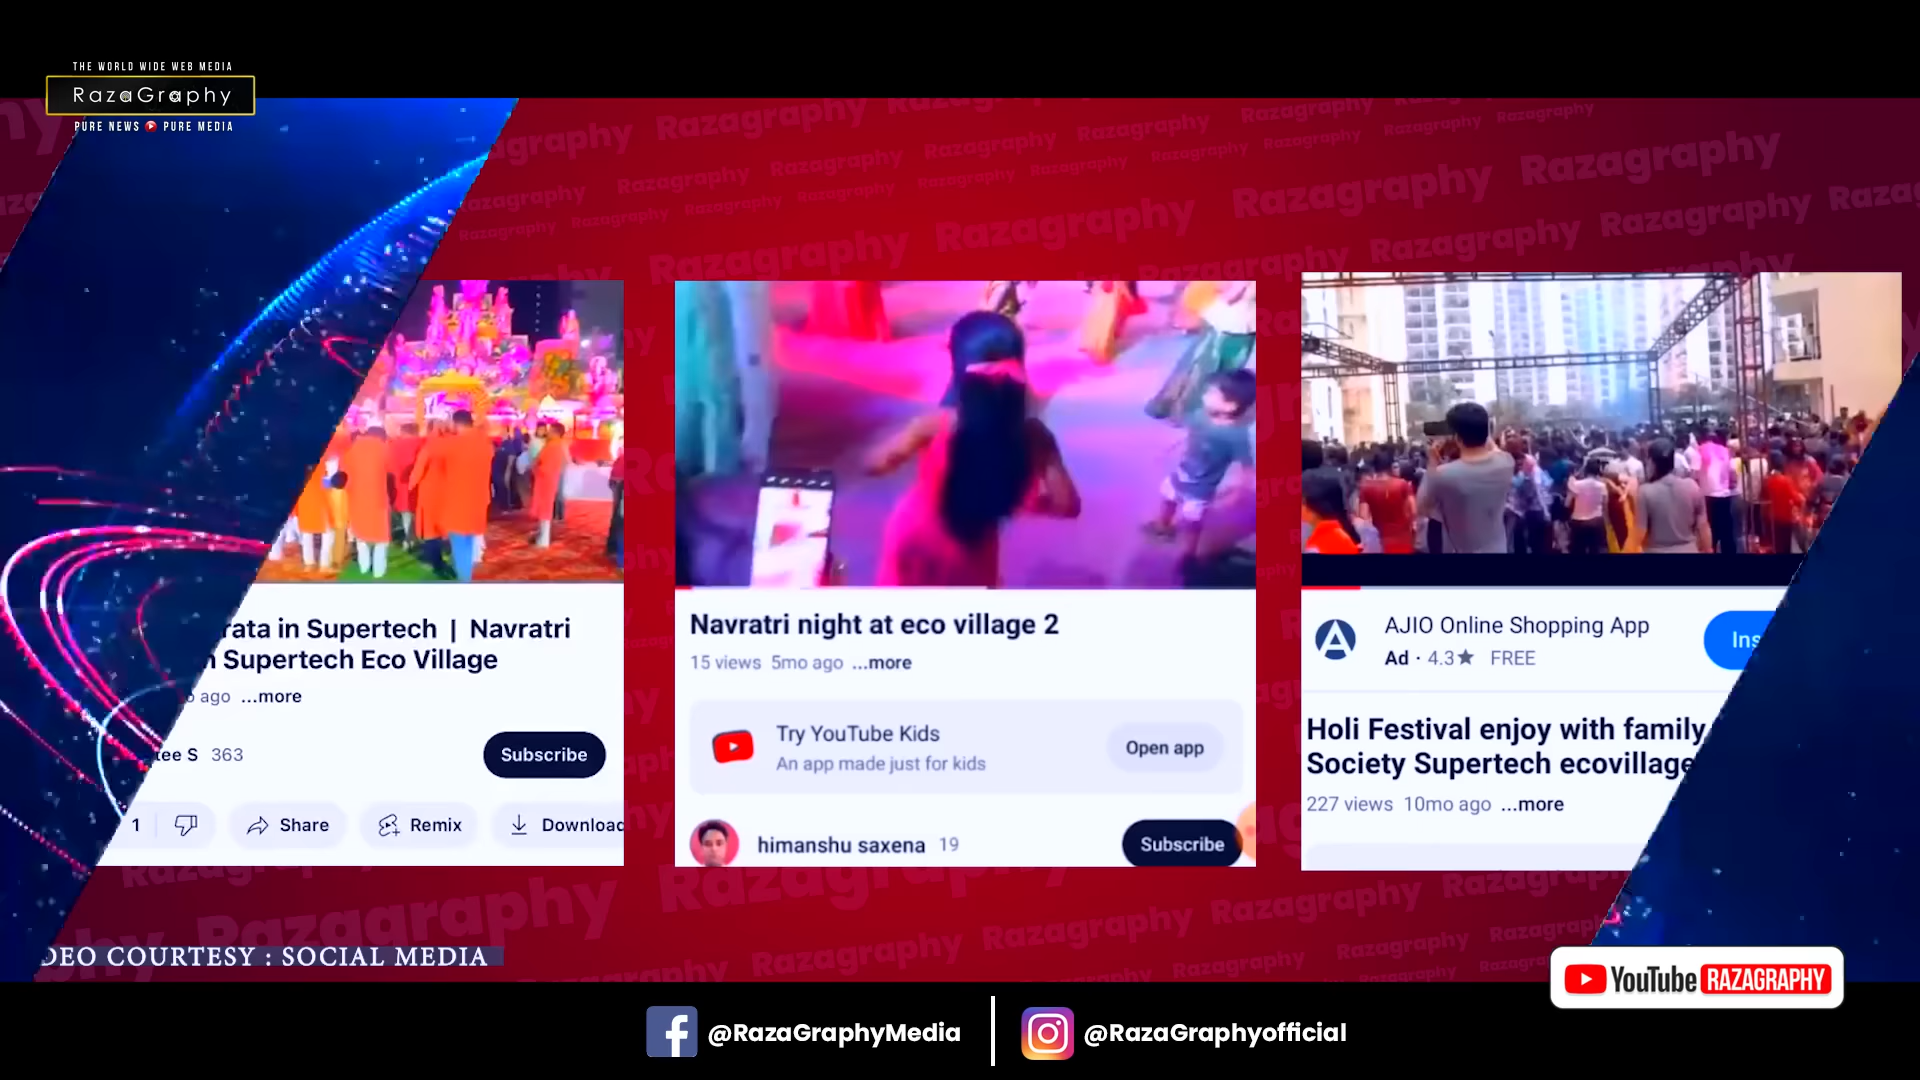 THE WORLD WIDE WEB MEDIA
RazaGraphy
PURE NEWS PURE MEDIA
rata in Supertech | Navratri
n Supertech Eco Village
ago ...more
tee S 363
Subscribe
1
Share
Remix
Download
Navratri night at eco village 2
15 views 5mo ago ...more
Try YouTube Kids
An app made just for kids
Open app
himanshu saxena 19
Subscribe
AJIO Online Shopping App
Ad · 4.3★ FREE
Ins
Holi Festival enjoy with family
Society Supertech ecovillage
227 views 10mo ago ...more
DEO COURTESY : SOCIAL MEDIA
YouTube RAZAGRAPHY
@RazaGraphyMedia
@RazaGraphyofficial